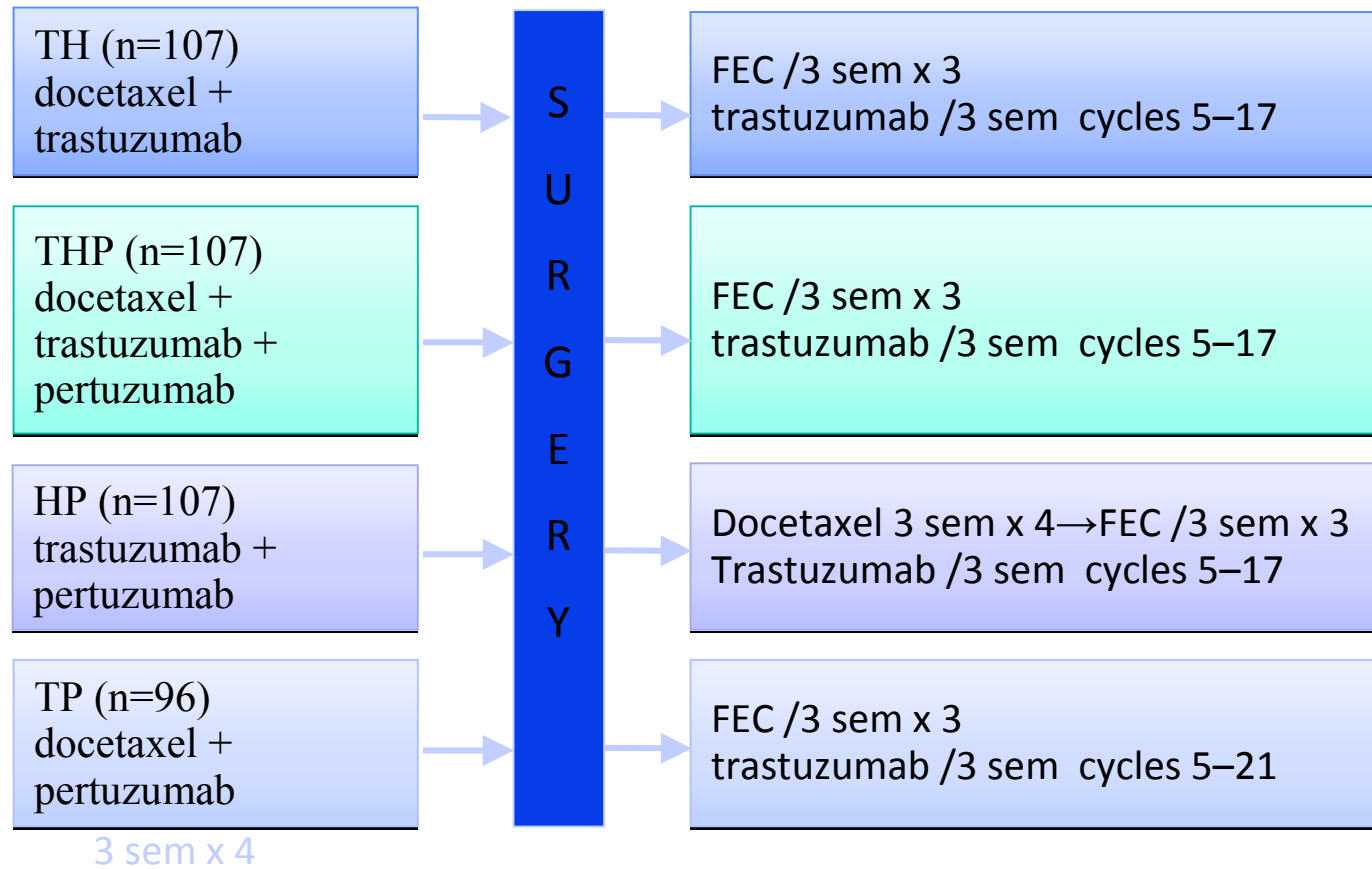 TH (n=107)
docetaxel +
trastuzumab
FEC /3 sem x 3
trastuzumab /3 sem  cycles 5–17
THP (n=107)
docetaxel +
trastuzumab +
pertuzumab
FEC /3 sem x 3
trastuzumab /3 sem  cycles 5–17
HP (n=107)
trastuzumab +
pertuzumab
Docetaxel 3 sem x 4→FEC /3 sem x 3
Trastuzumab /3 sem  cycles 5–17
TP (n=96)
docetaxel +
pertuzumab
FEC /3 sem x 3
trastuzumab /3 sem  cycles 5–21
3 sem x 4
S
U
R
G
E
R
Y